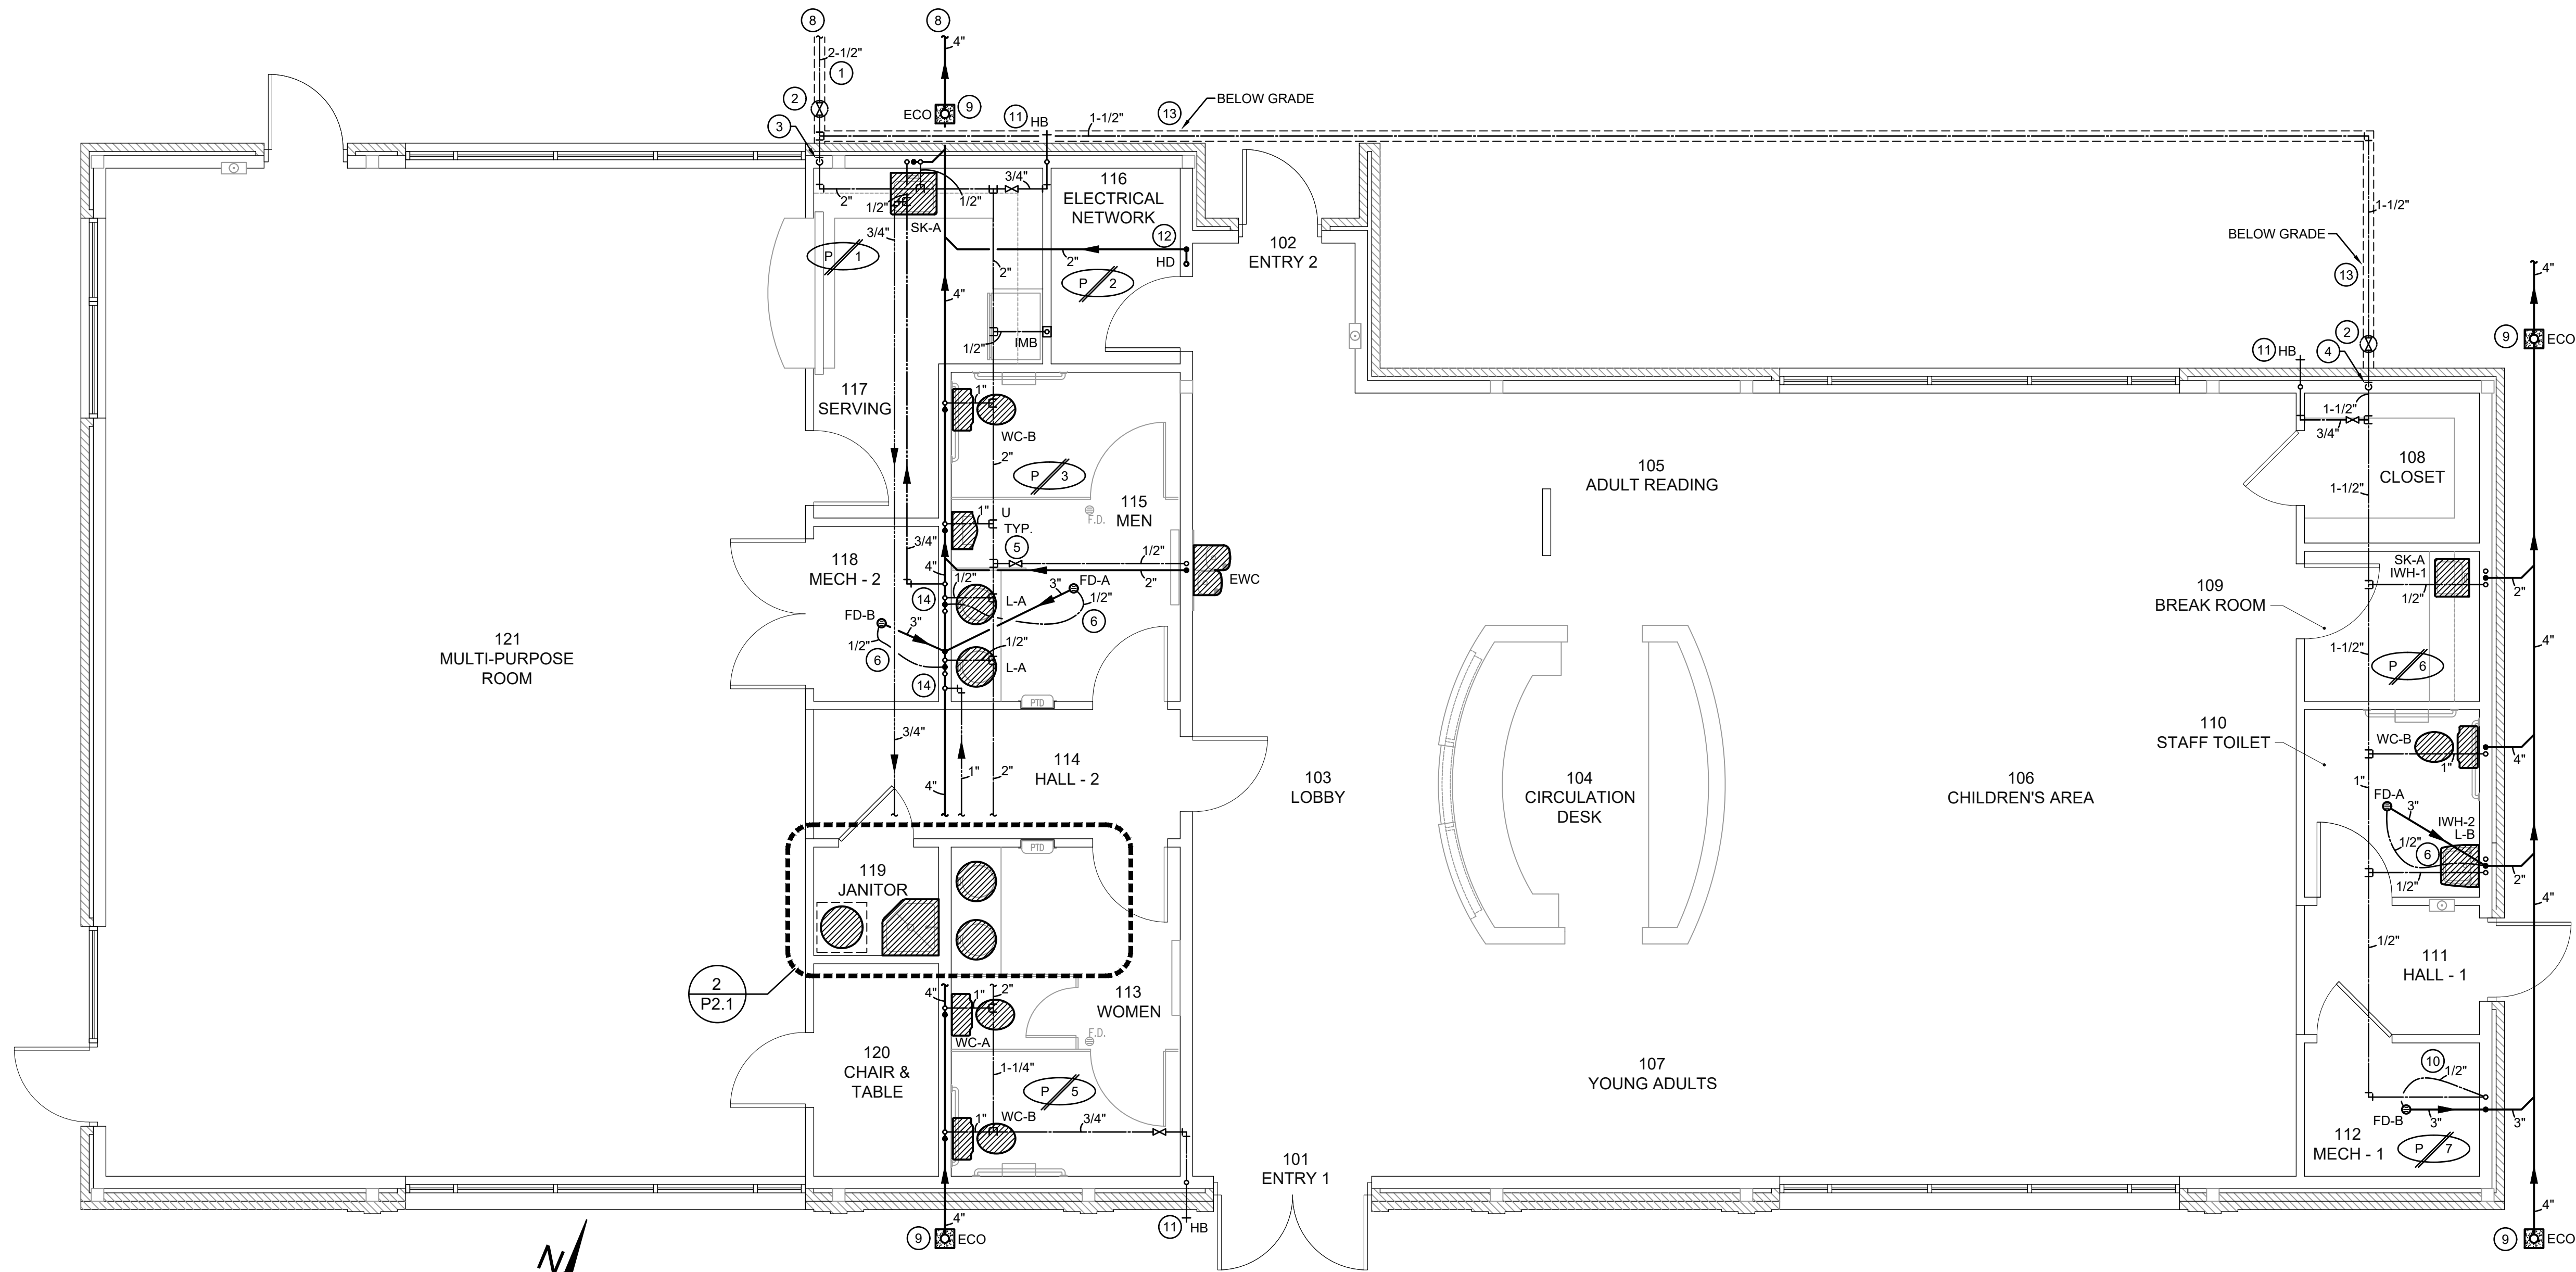 8
8
2-1/2"
4"
1
2
ECO
9
11
HB
13
BELOW GRADE
1-1/2"
3
3/4"
116
ELECTRICAL
NETWORK
2"
1/2"
1/2"
SK-A
1-1/2"
3/4"
12
BELOW GRADE
102
ENTRY 2
P
1
2"
HD
2"
4"
13
P
2
4"
4"
1/2"
IMB
2
9
ECO
11
HB
4
117
SERVING
1"
1-1/2"
3/4"
WC-B
2"
105
ADULT READING
108
CLOSET
P
3
1-1/2"
1"
U
TYP.
115
MEN
F.D.
3/4"
5
1/2"
118
MECH - 2
4"
2"
EWC
SK-A
IWH-1
1/2"
3"
FD-A
1/2"
109
BREAK ROOM
1/2"
2"
14
L-A
FD-B
3"
6
1/2"
6
1/2"
121
MULTI-PURPOSE
ROOM
4"
1-1/2"
P
6
L-A
14
PTD
3/4"
110
STAFF TOILET
WC-B
1"
4"
114
HALL - 2
1"
2"
4"
103
LOBBY
104
CIRCULATION
DESK
106
CHILDREN'S AREA
1"
FD-A
3"
IWH-2
L-B
1/2"
6
PTD
119
JANITOR
1/2"
2"
4"
1/2"
111
HALL - 1
2
P2.1
4"
1"
2"
113
WOMEN
F.D.
WC-A
120
CHAIR &
TABLE
1-1/4"
P
5
107
YOUNG ADULTS
10
1/2"
1"
WC-B
3/4"
FD-B
3"
3"
112
MECH - 1
P
7
101
ENTRY 1
4"
4"
9
ECO
11
HB
9
ECO
N